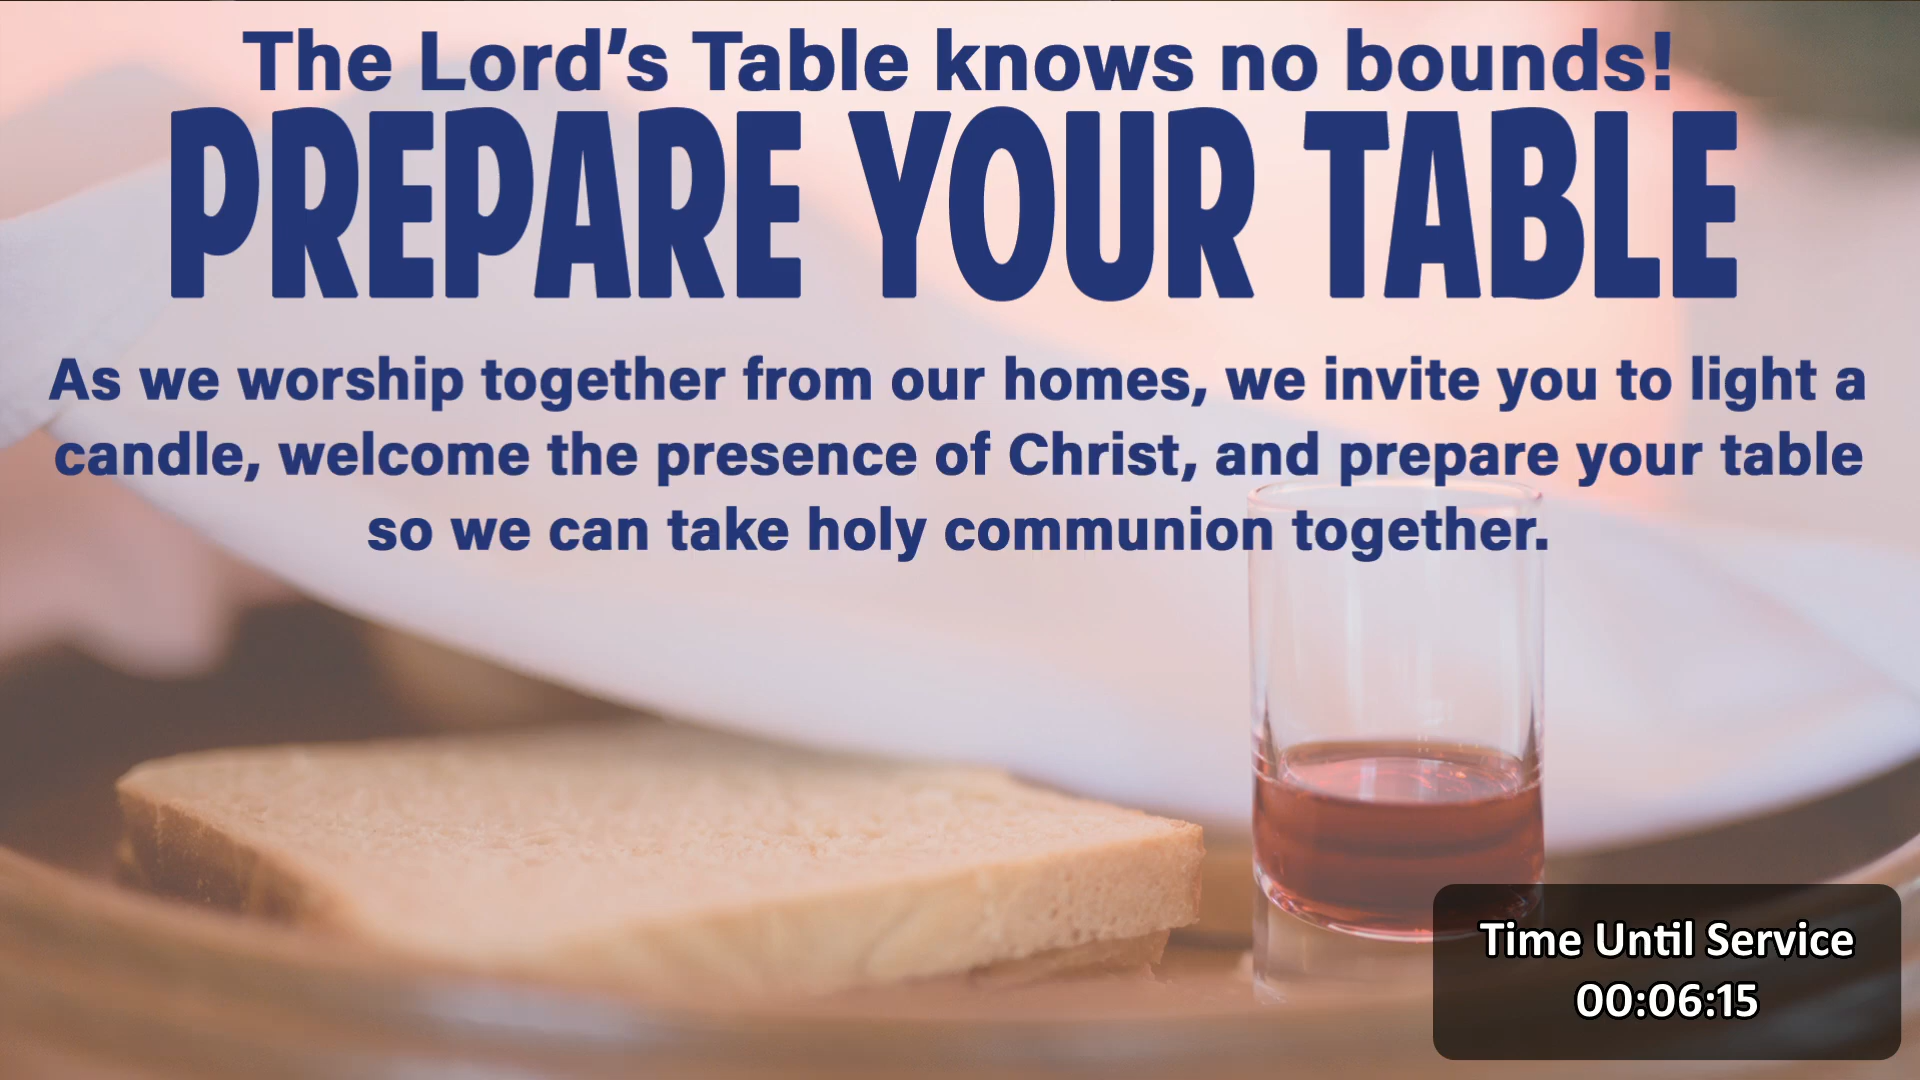 The Lord’s Table knows no bounds!
PREPARE YOUR TABLE
As we worship together from our homes, we invite you to light a
candle, welcome the presence of Christ, and prepare your table
so we can take holy communion together.
Time Until Service
00:06:15